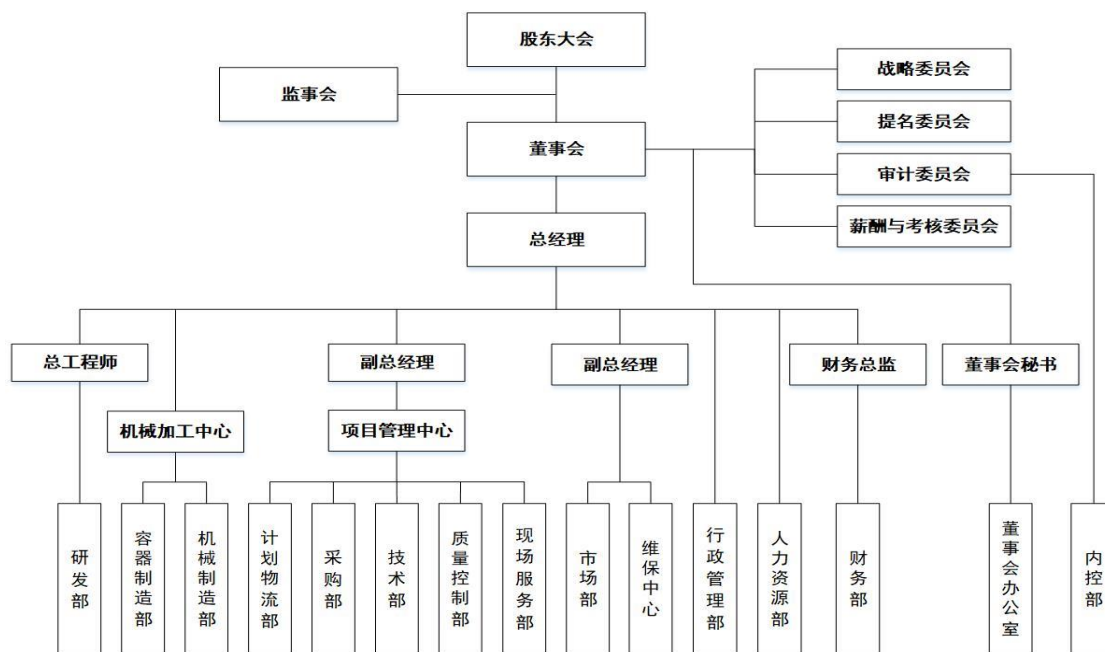 股东大会
监事会
战略委员会
提名委员会
董事会
审计委员会
薪酬与考核委员会
总经理
总工程师
副总经理
副总经理
财务总监
董事会秘书
机械加工中心
项目管理中心
研发部
容器制造部
机械制造部
计划物流部
采购部
技术部
质量控制部
现场服务部
市场部
维保中心
行政管理部
人力资源部
财务部
董事会办公室
内控部